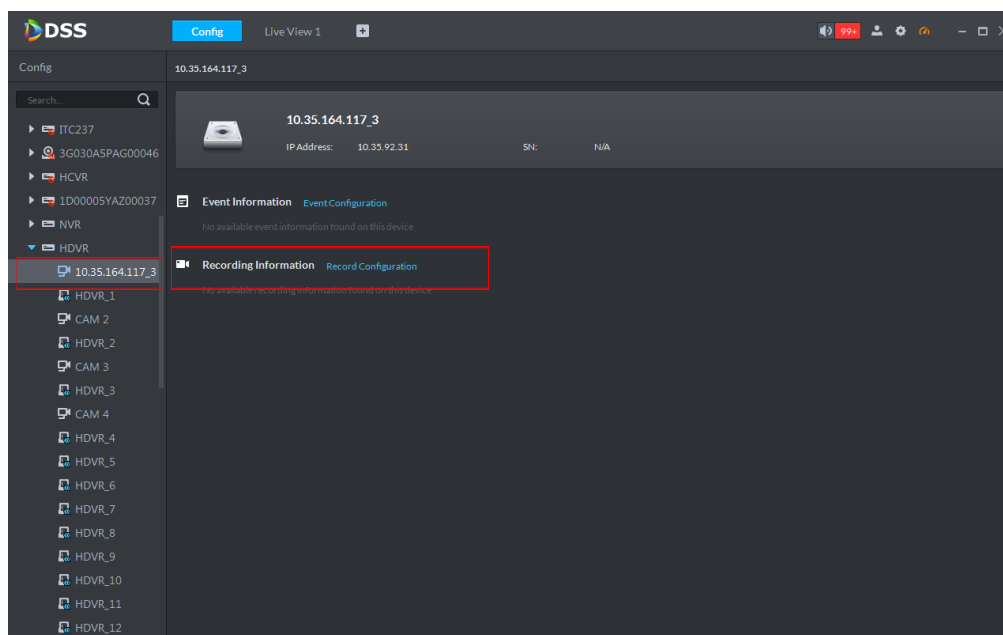 DSS
Config
Live View 1
99+
Config
10.35.164.117_3
Search...
ITC237
3G030A5PAG00046
HCVR
1D00005YAZ00037
NVR
HDVR
10.35.164.117_3
HDVR_1
CAM 2
HDVR_2
CAM 3
HDVR_3
CAM 4
HDVR_4
HDVR_5
HDVR_6
HDVR_7
HDVR_8
HDVR_9
HDVR_10
HDVR_11
HDVR_12
10.35.164.117_3
IP Address: 10.35.92.31 SN: N/A
Event Information Event Configuration
No available event information found on this device
Recording Information Record Configuration
No available recording information found on this device